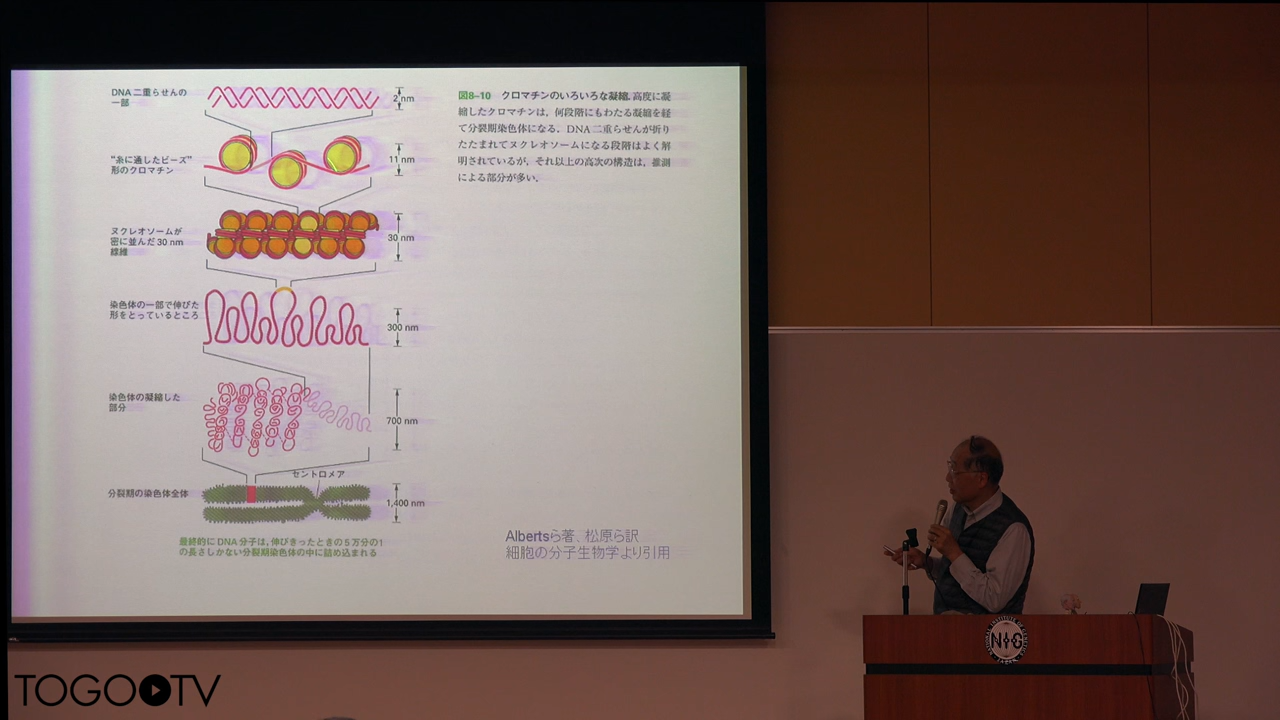 DNA二重らせんの
一部
2 nm
"糸に通したビーズ"
形のクロマチン
11 nm
ヌクレオソームが
密に並んだ30 nm
線維
30 nm
染色体の一部で伸びた
形をとっているところ
300 nm
染色体の凝縮した
部分
700 nm
セントロメア
分裂期の染色体全体
1,400 nm
最終的にDNA分子は,伸びきったときの5万分の1
の長さしかない分裂期染色体の中に詰め込まれる
図8-10 クロマチンのいろいろな凝縮.高度に凝
縮したクロマチンは,何段階にもわたる凝縮を経
て分裂期染色体になる.DNA二重らせんが折り
たたまれてヌクレオソームになる段階はよく解
明されているが,それ以上の高次の構造は,推測
による部分が多い.
Albertsら著、松原ら訳
細胞の分子生物学より引用
NIG
TOGOTV